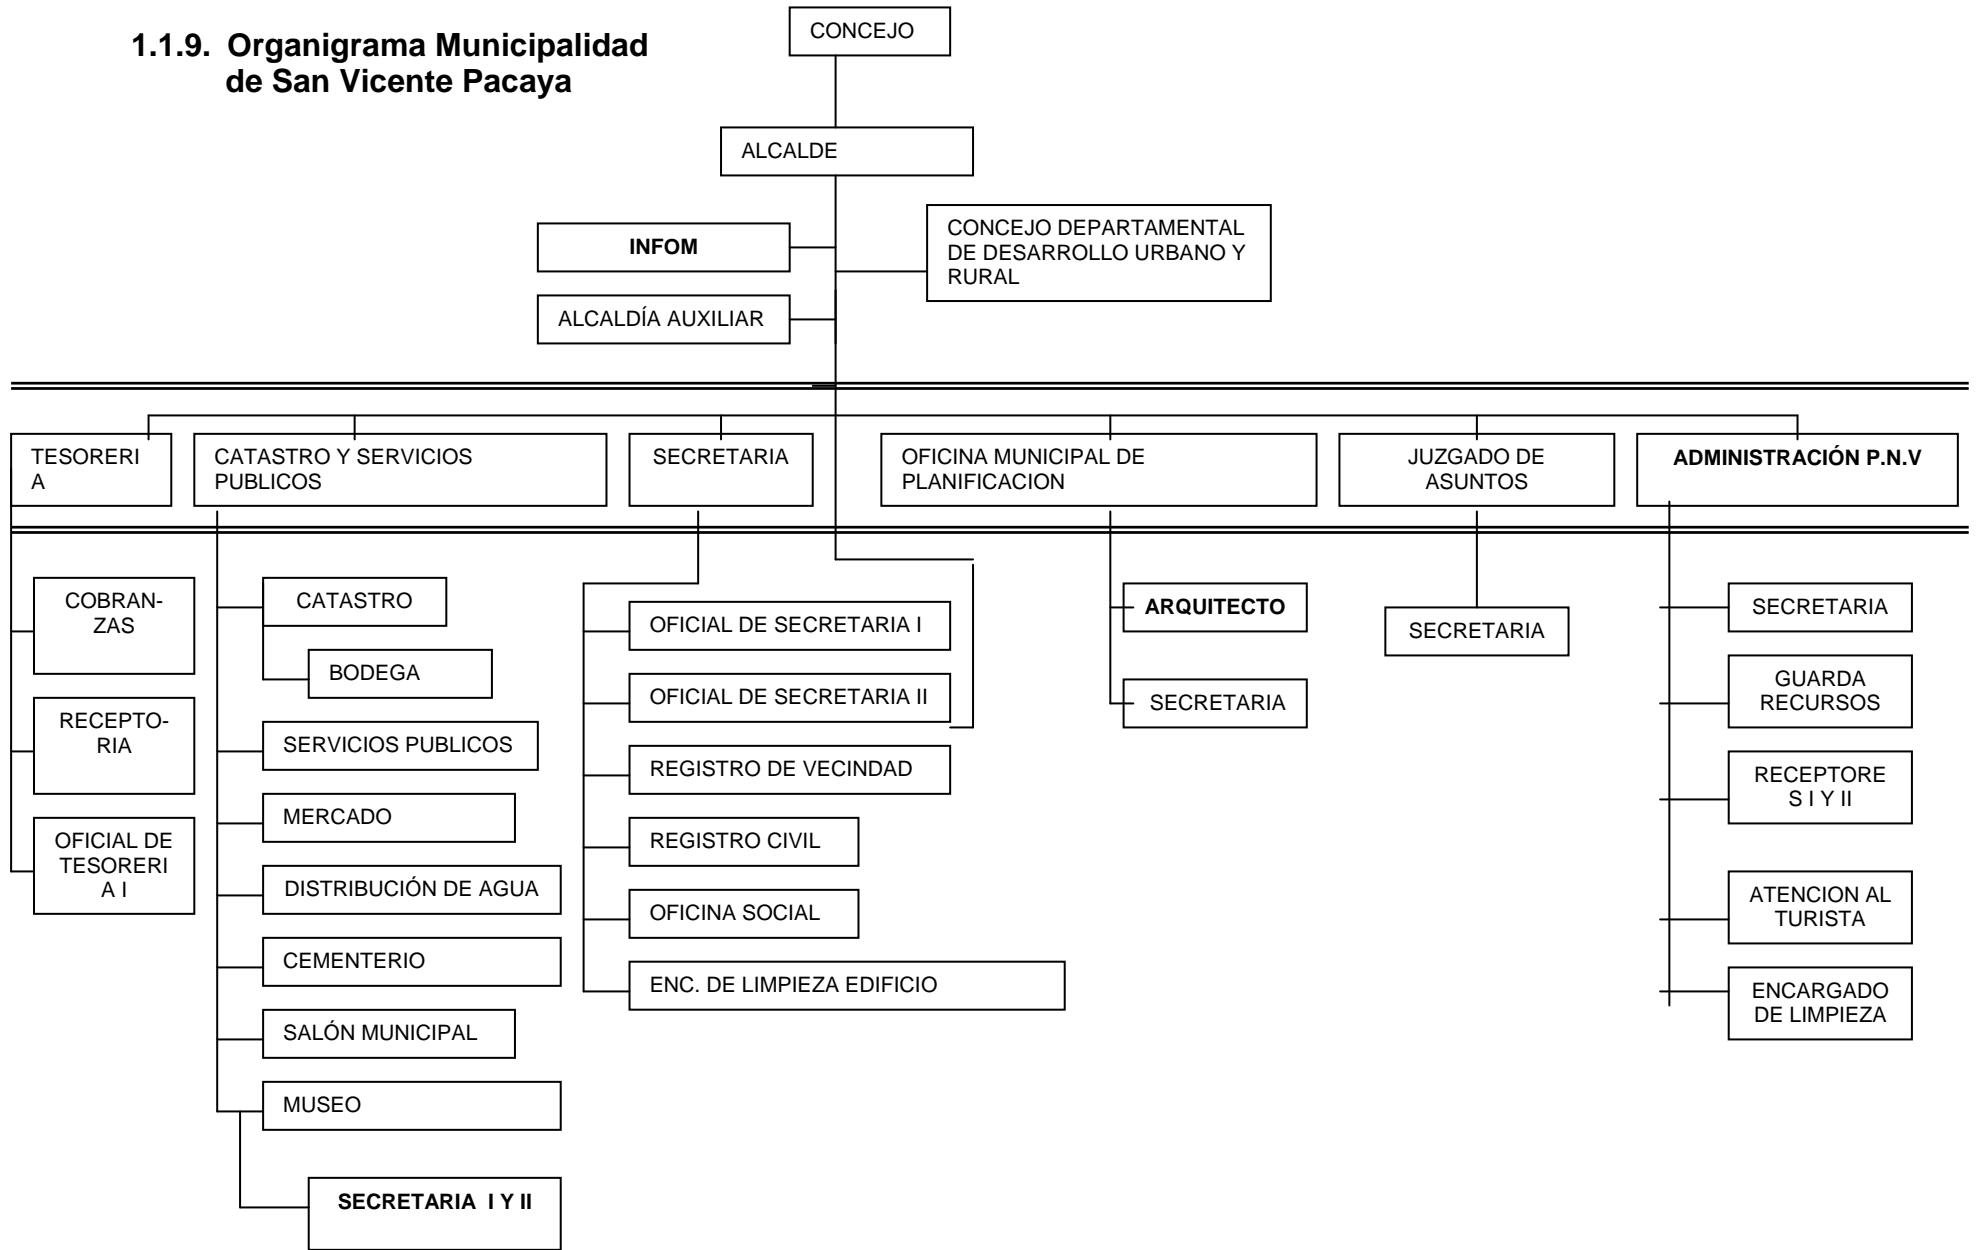 1.1.9. Organigrama Municipalidad
de San Vicente Pacaya
CONCEJO
ALCALDE
INFOM
CONCEJO DEPARTAMENTAL
DE DESARROLLO URBANO Y
RURAL
ALCALDÍA AUXILIAR
TESORERI
A
CATASTRO Y SERVICIOS
PUBLICOS
SECRETARIA
OFICINA MUNICIPAL DE
PLANIFICACION
JUZGADO DE
ASUNTOS
ADMINISTRACIÓN P.N.V
COBRAN-
ZAS
RECEPTO-
RIA
OFICIAL DE
TESORERI
A I
CATASTRO
BODEGA
SERVICIOS PUBLICOS
MERCADO
DISTRIBUCIÓN DE AGUA
CEMENTERIO
SALÓN MUNICIPAL
MUSEO
SECRETARIA I Y II
OFICIAL DE SECRETARIA I
OFICIAL DE SECRETARIA II
REGISTRO DE VECINDAD
REGISTRO CIVIL
OFICINA SOCIAL
ENC. DE LIMPIEZA EDIFICIO
ARQUITECTO
SECRETARIA
SECRETARIA
SECRETARIA
GUARDA
RECURSOS
RECEPTORE
S I Y II
ATENCION AL
TURISTA
ENCARGADO
DE LIMPIEZA